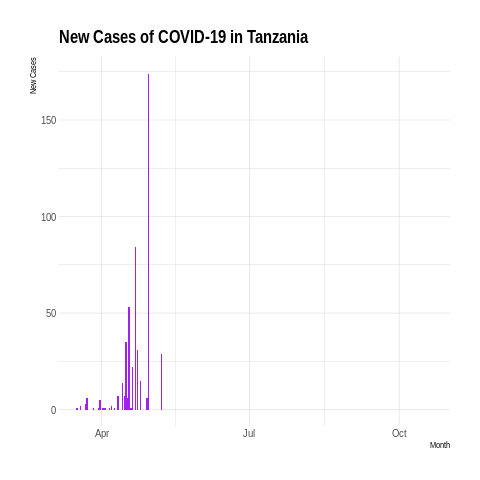 New Cases of COVID-19 in Tanzania
New Cases
150
100
50
0
Apr Jul Oct
Month